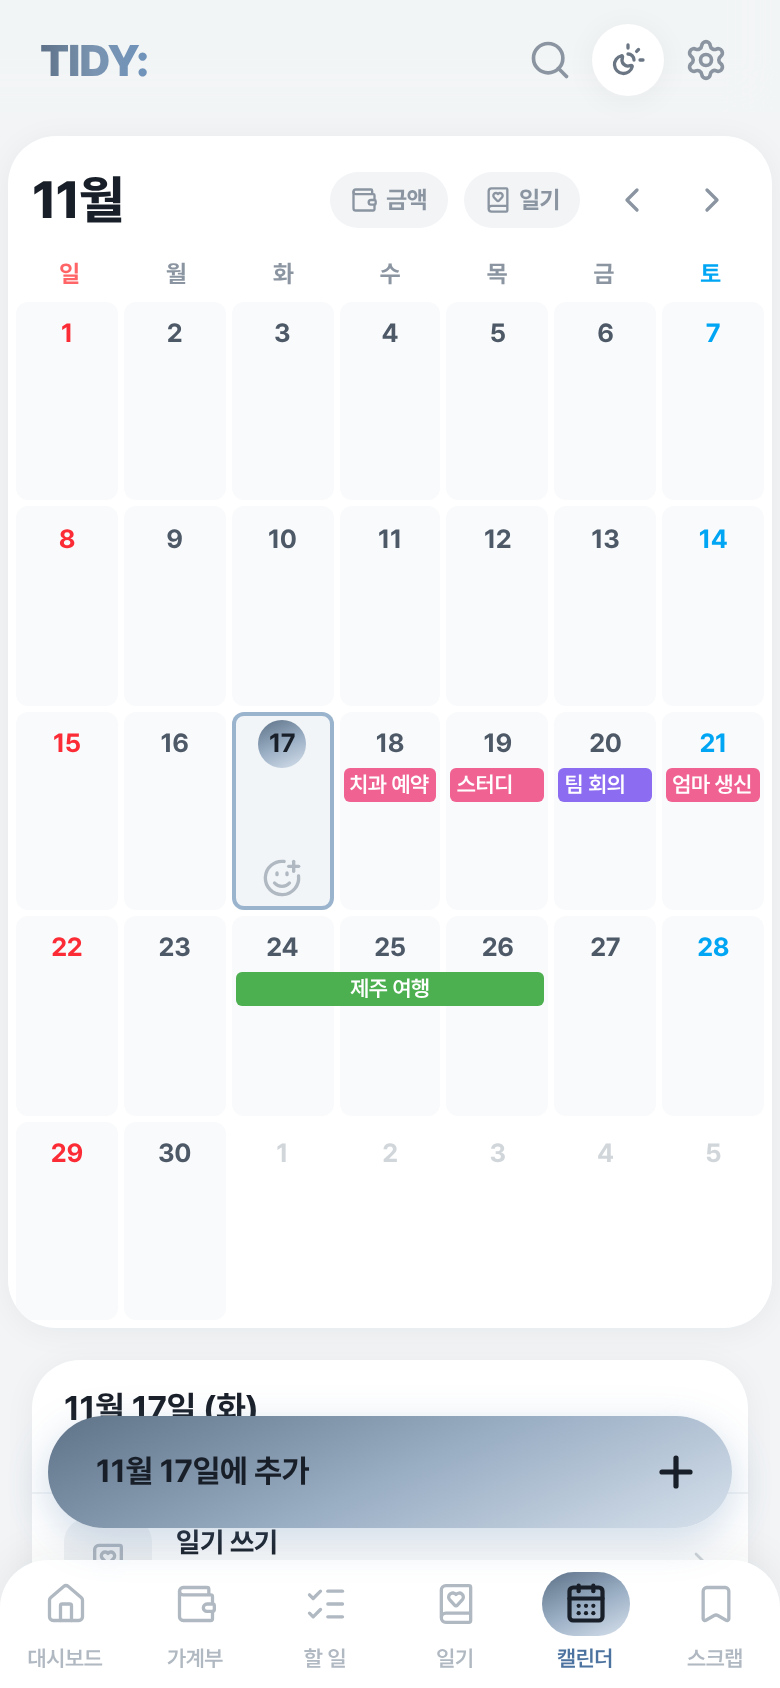 TIDY:
11월 금액 일기
일 월 화 수 목 금 토
1 2 3 4 5 6 7
8 9 10 11 12 13 14
15 16 17 18 19 20 21
치과 예약 스터디 팀 회의 엄마 생신
22 23 24 25 26 27 28
제주 여행
29 30 1 2 3 4 5
11월 17일 (화)
11월 17일에 추가
일기 쓰기
대시보드 가계부 할 일 일기 캘린더 스크랩